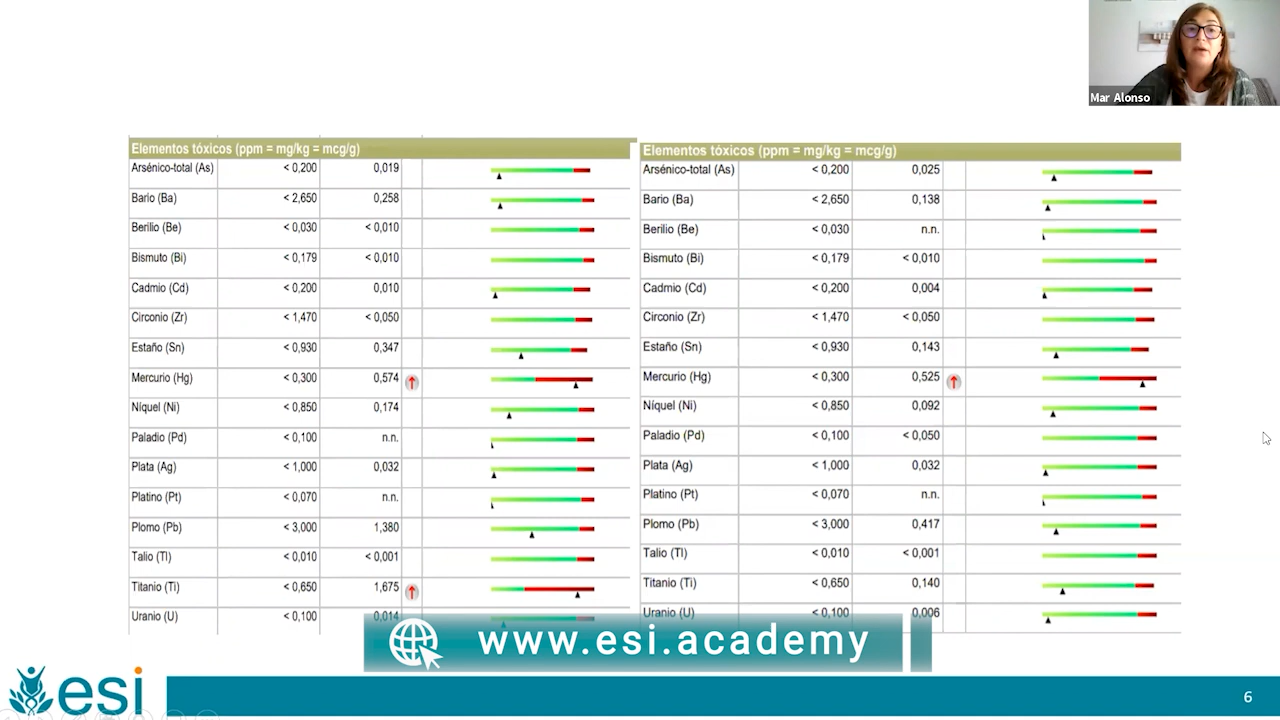 Mar Alonso
Elementos tóxicos (ppm = mg/kg = mcg/g)
Arsénico-total (As) < 0,200 0,019
Bario (Ba) < 2,650 0,258
Berilio (Be) < 0,030 < 0,010
Bismuto (Bi) < 0,179 < 0,010
Cadmio (Cd) < 0,200 0,010
Circonio (Zr) < 1,470 < 0,050
Estaño (Sn) < 0,930 0,347
Mercurio (Hg) < 0,300 0,574 ↑
Níquel (Ni) < 0,850 0,174
Paladio (Pd) < 0,100 n.n.
Plata (Ag) < 1,000 0,032
Platino (Pt) < 0,070 n.n.
Plomo (Pb) < 3,000 1,380
Talio (Tl) < 0,010 < 0,001
Titanio (Ti) < 0,650 1,675 ↑
Uranio (U) < 0,100 0,014
Elementos tóxicos (ppm = mg/kg = mcg/g)
Arsénico-total (As) < 0,200 0,025
Bario (Ba) < 2,650 0,138
Berilio (Be) < 0,030 n.n.
Bismuto (Bi) < 0,179 < 0,010
Cadmio (Cd) < 0,200 0,004
Circonio (Zr) < 1,470 < 0,050
Estaño (Sn) < 0,930 0,143
Mercurio (Hg) < 0,300 0,525 ↑
Níquel (Ni) < 0,850 0,092
Paladio (Pd) < 0,100 < 0,050
Plata (Ag) < 1,000 0,032
Platino (Pt) < 0,070 n.n.
Plomo (Pb) < 3,000 0,417
Talio (Tl) < 0,010 < 0,001
Titanio (Ti) < 0,650 0,140
Uranio (U) < 0,100 0,006
www.esi.academy
esi
6